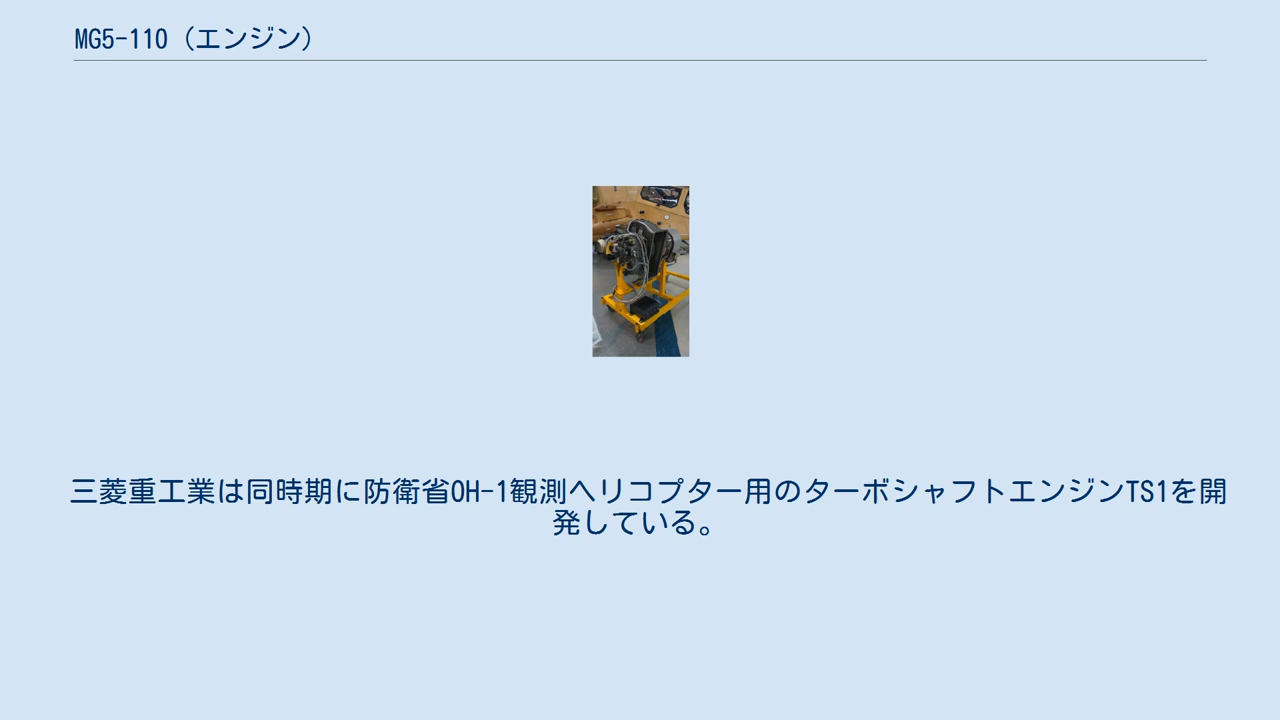 MG5-110（エンジン）
三菱重工業は同時期に防衛省OH-1観測ヘリコプター用のターボシャフトエンジンTS1を開
発している。